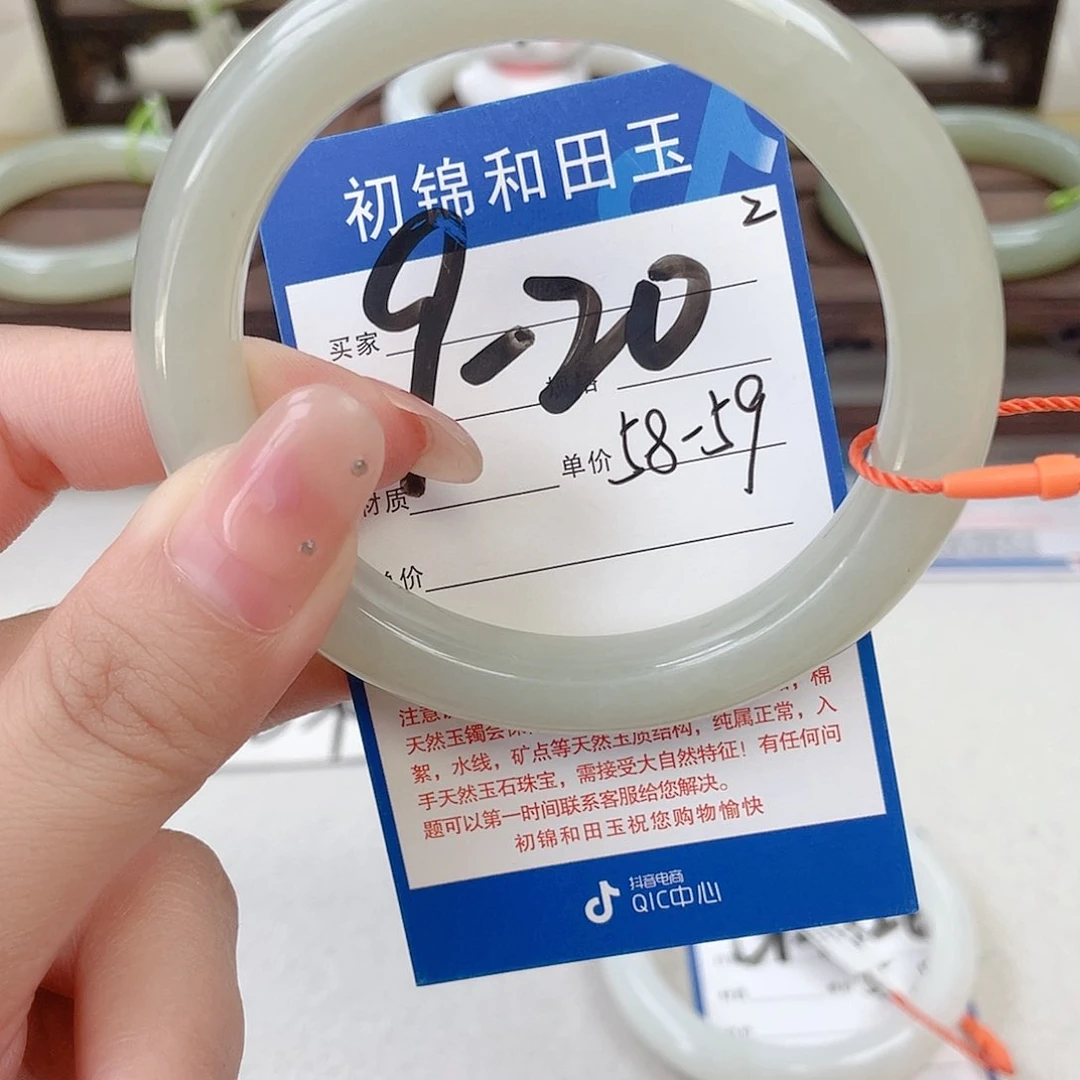 初锦和田玉
2
9-20
买家
规格
58-59
单价
材质
价
注意
棉
天然玉镯会
絮，水线，矿点等天然玉质结构，纯属正常，入
手天然玉石珠宝，需接受大自然特征！有任何问
题可以第一时间联系客服给您解决。
初锦和田玉祝您购物愉快
抖音电商
QIC中心